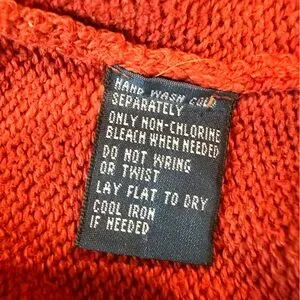 HAND WASH COLD
SEPARATELY
ONLY NON-CHLORINE
BLEACH WHEN NEEDED
DO NOT WRING
OR TWIST
LAY FLAT TO DRY
COOL IRON
IF NEEDED